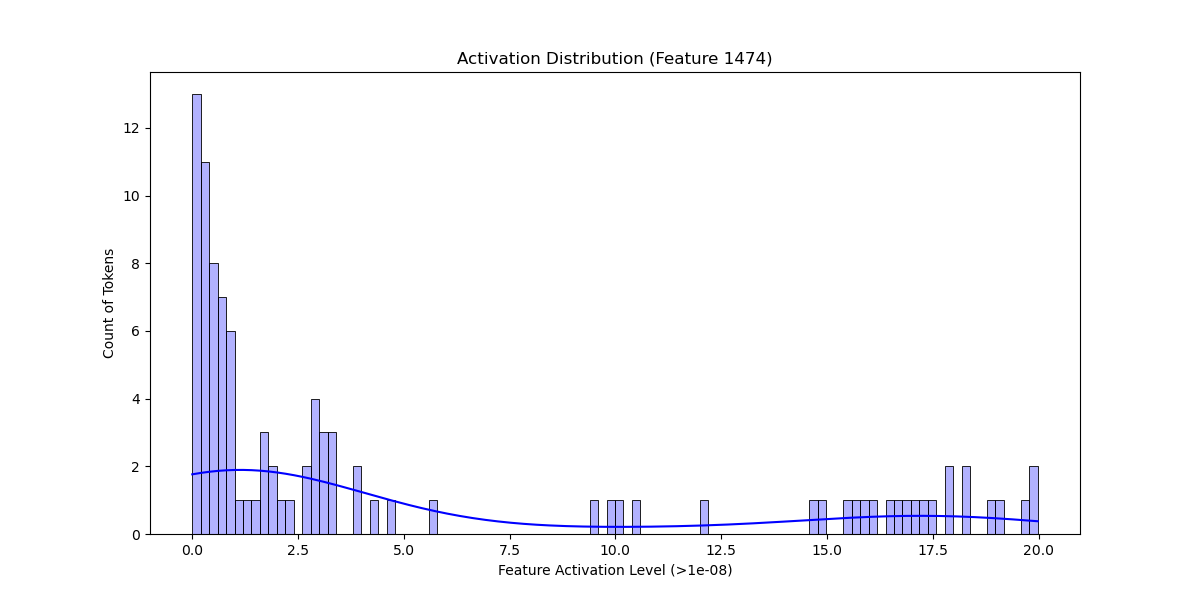 Activation Distribution (Feature 1474)
12
10
8
6
4
2
0
Count of Tokens
0.0 2.5 5.0 7.5 10.0 12.5 15.0 17.5 20.0
Feature Activation Level (>1e-08)